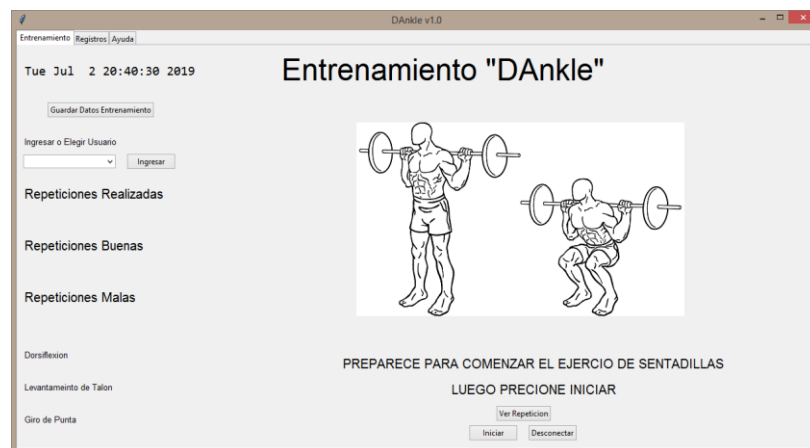 DAnkle v1.0
Entrenamiento Registros Ayuda
Tue Jul 2 20:40:30 2019
Entrenamiento "DAnkle"
Guardar Datos Entrenamiento
Ingresar o Elegir Usuario
Ingresar
Repeticiones Realizadas
Repeticiones Buenas
Repeticiones Malas
Dorsiflexion
Levantameinto de Talon
Giro de Punta
PREPARECE PARA COMENZAR EL EJERCIO DE SENTADILLAS
LUEGO PRECIONE INICIAR
Ver Repeticion
Iniciar Desconectar